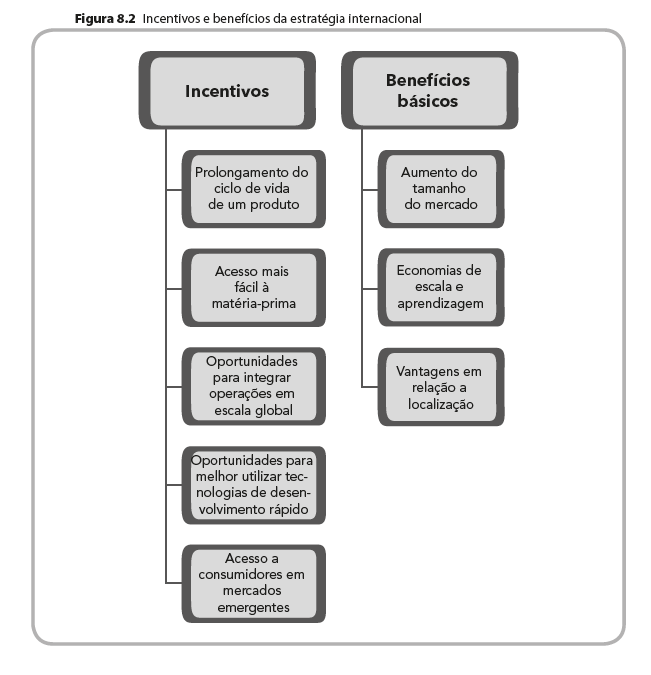 Figura 8.2 Incentivos e benefícios da estratégia internacional
Incentivos
Prolongamento do
ciclo de vida
de um produto
Acesso mais
fácil à
matéria-prima
Oportunidades
para integrar
operações em
escala global
Oportunidades para
melhor utilizar tec-
nologias de desen-
volvimento rápido
Acesso a
consumidores em
mercados
emergentes
Benefícios
básicos
Aumento do
tamanho
do mercado
Economias de
escala e
aprendizagem
Vantagens em
relação a
localização